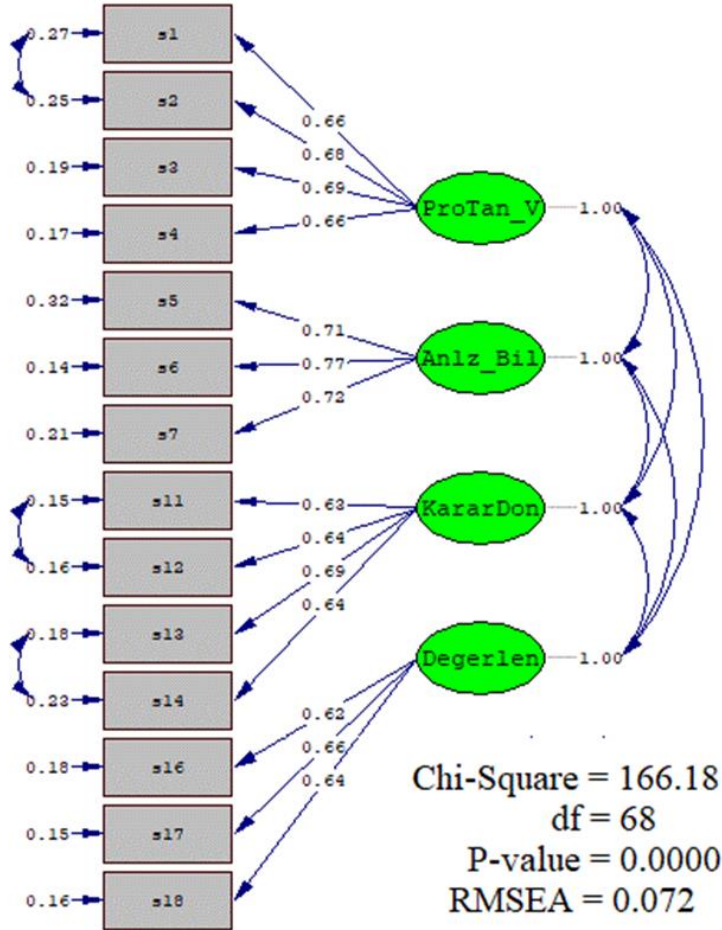 0.27 s1
0.25 s2
0.19 s3
0.17 s4
0.32 s5
0.14 s6
0.21 s7
0.15 s11
0.16 s12
0.18 s13
0.23 s14
0.18 s16
0.15 s17
0.16 s18
0.66
0.68
0.69
0.66
0.71
0.77
0.72
0.63
0.64
0.69
0.64
0.62
0.66
0.64
ProTan_V 1.00
Anlz_Bil 1.00
KararDon 1.00
Degerlen 1.00
Chi-Square = 166.18
df = 68
P-value = 0.0000
RMSEA = 0.072